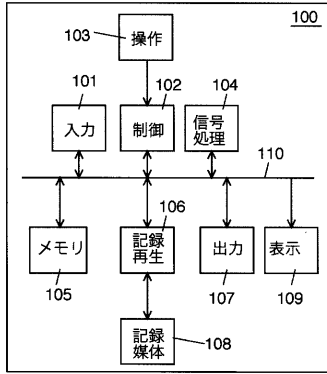 100
103
操作
101
102
104
入力
制御
信号
処理
110
106
メモリ
記録
再生
出力
表示
105
107
109
記録
媒体
108